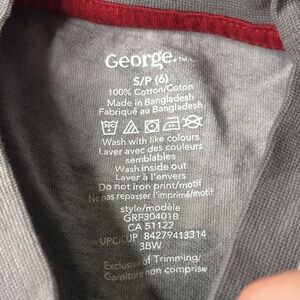 George.™/MC
S/P (6)
100% Cotton/Coton
Made in Bangladesh
Fabriqué au Bangladesh
Wash with like colours
Laver avec des couleurs
semblables
Wash inside out
Laver à l'envers
Do not iron print/motif
Ne pas repasser l'imprimé/motif
style/modèle
GRF30401B
CA 51122
UPC/CUP 84279413314
3BW
Exclusive of Trimming/
Garniture non comprise